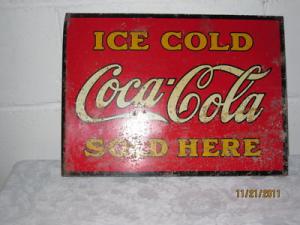 ICE COLD
Coca-Cola
SOLD HERE
11/21/2011